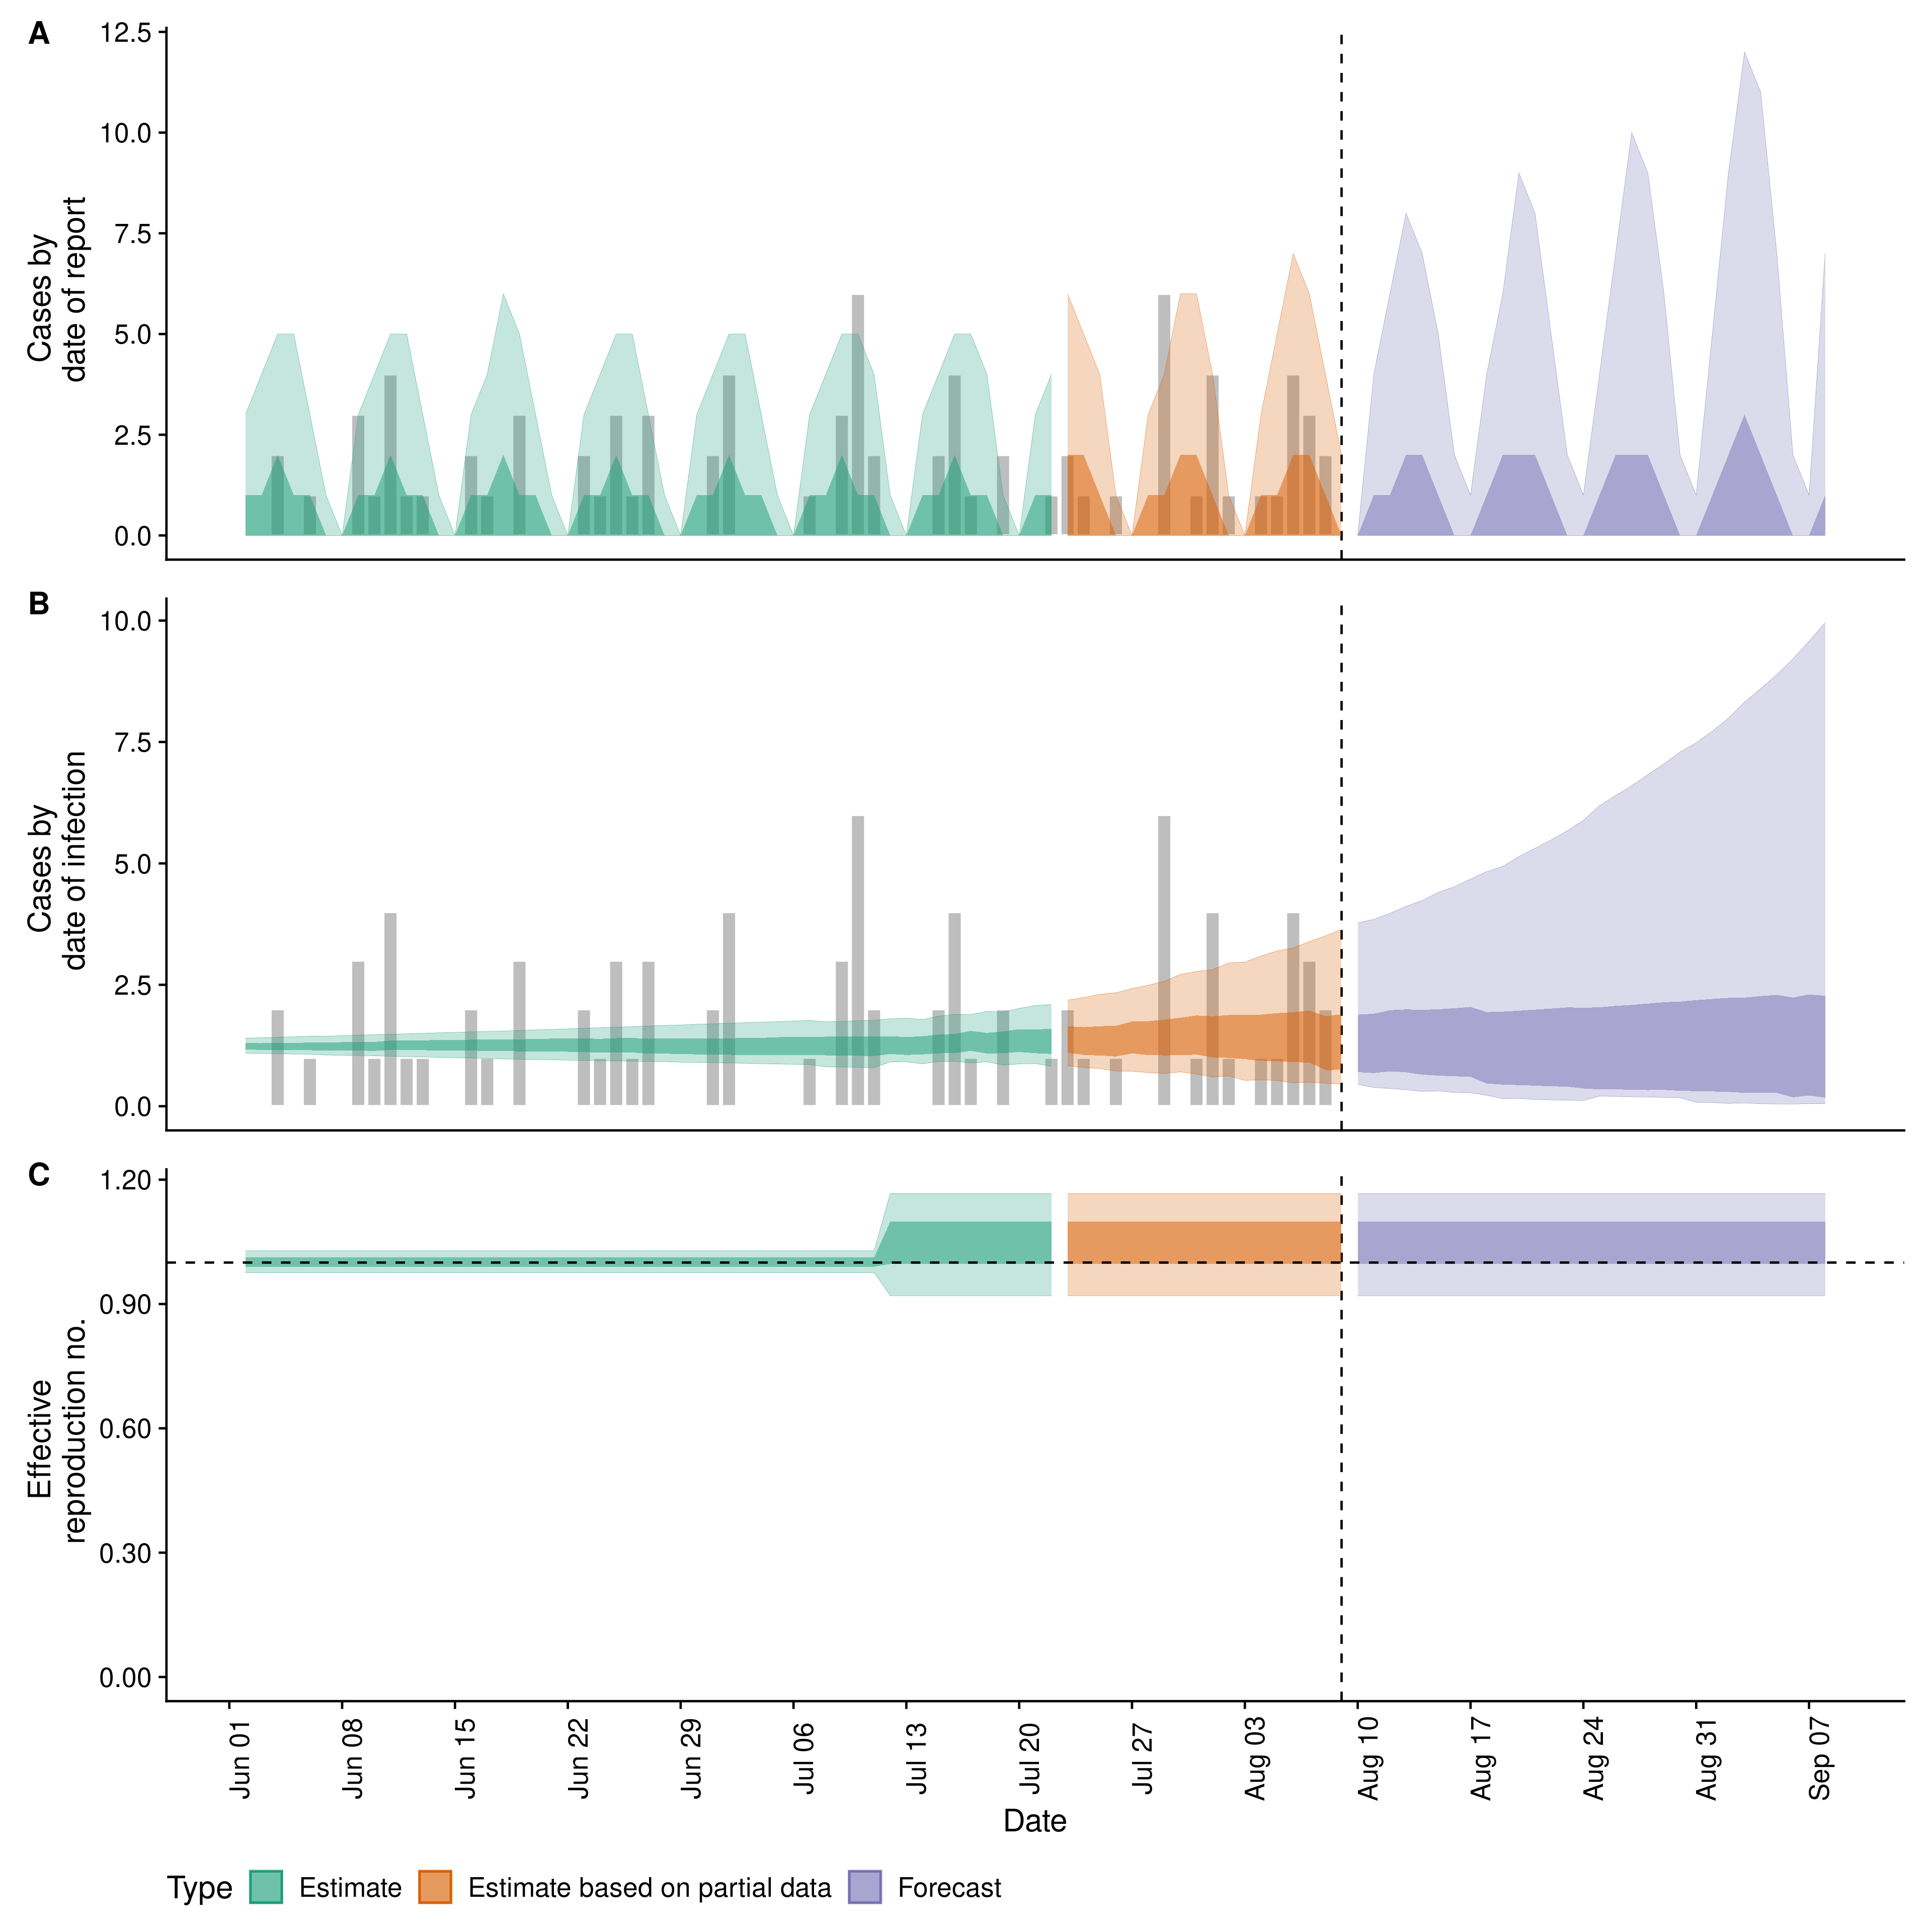 A
12.5
10.0
7.5
5.0
2.5
0.0
Cases by
date of report
B
10.0
7.5
5.0
2.5
0.0
Cases by
date of infection
C
1.20
0.90
0.60
0.30
0.00
Effective
reproduction no.
Jun 01
Jun 08
Jun 15
Jun 22
Jun 29
Jul 06
Jul 13
Jul 20
Jul 27
Aug 03
Aug 10
Aug 17
Aug 24
Aug 31
Sep 07
Date
Type Estimate Estimate based on partial data Forecast